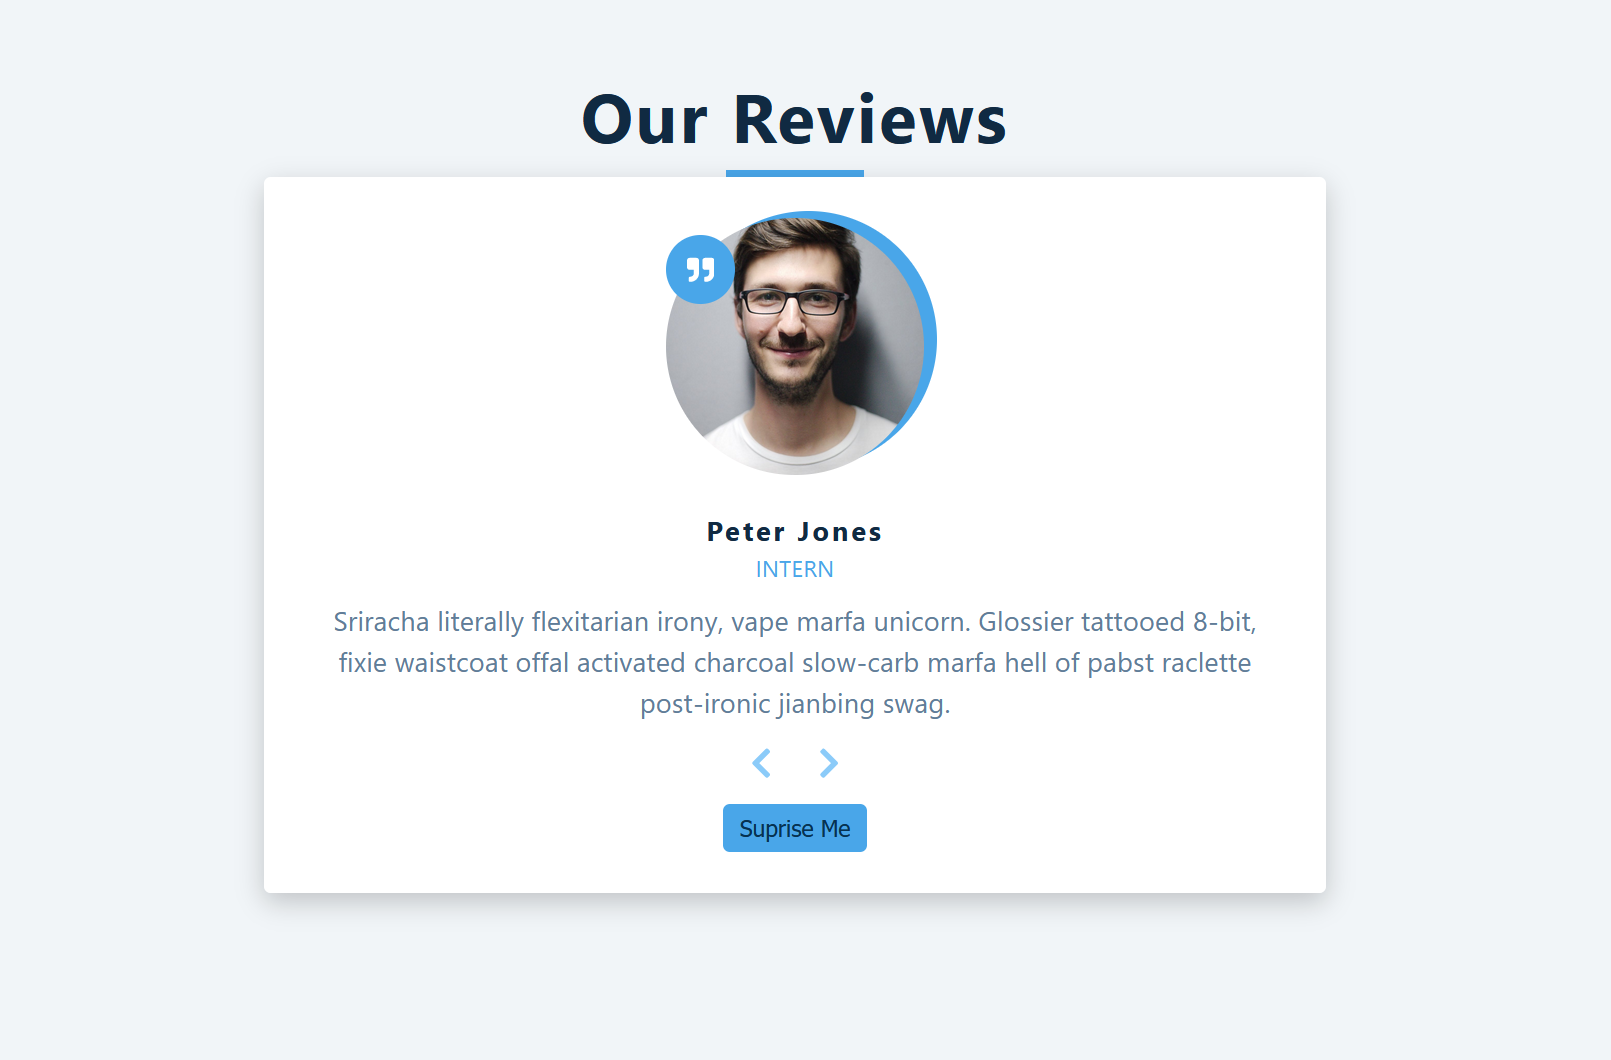 Our Reviews
Peter Jones
INTERN
Sriracha literally flexitarian irony, vape marfa unicorn. Glossier tattooed 8-bit,
fixie waistcoat offal activated charcoal slow-carb marfa hell of pabst raclette
post-ironic jianbing swag.
Suprise Me